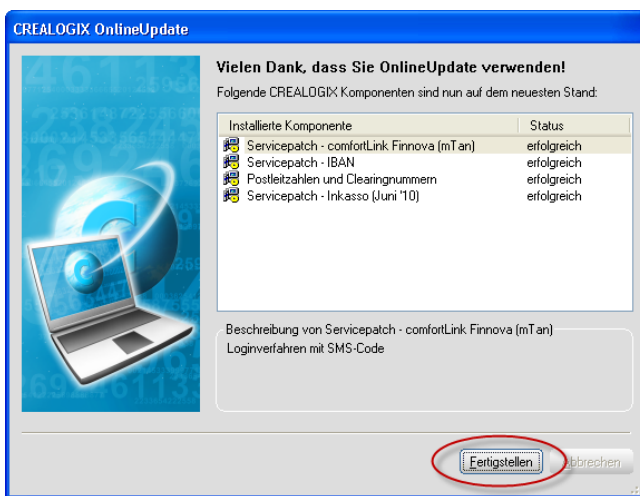 CREALOGIX OnlineUpdate
Vielen Dank, dass Sie OnlineUpdate verwenden!
Folgende CREALOGIX Komponenten sind nun auf dem neuesten Stand:
Installierte Komponente Status
Servicepatch - comfortLink Finnova (mTan) erfolgreich
Servicepatch - IBAN erfolgreich
Postleitzahlen und Clearingnummern erfolgreich
Servicepatch - Inkasso (Juni '10) erfolgreich
Beschreibung von Servicepatch - comfortLink Finnova (mTan)
Loginverfahren mit SMS-Code
Fertigstellen Abbrechen